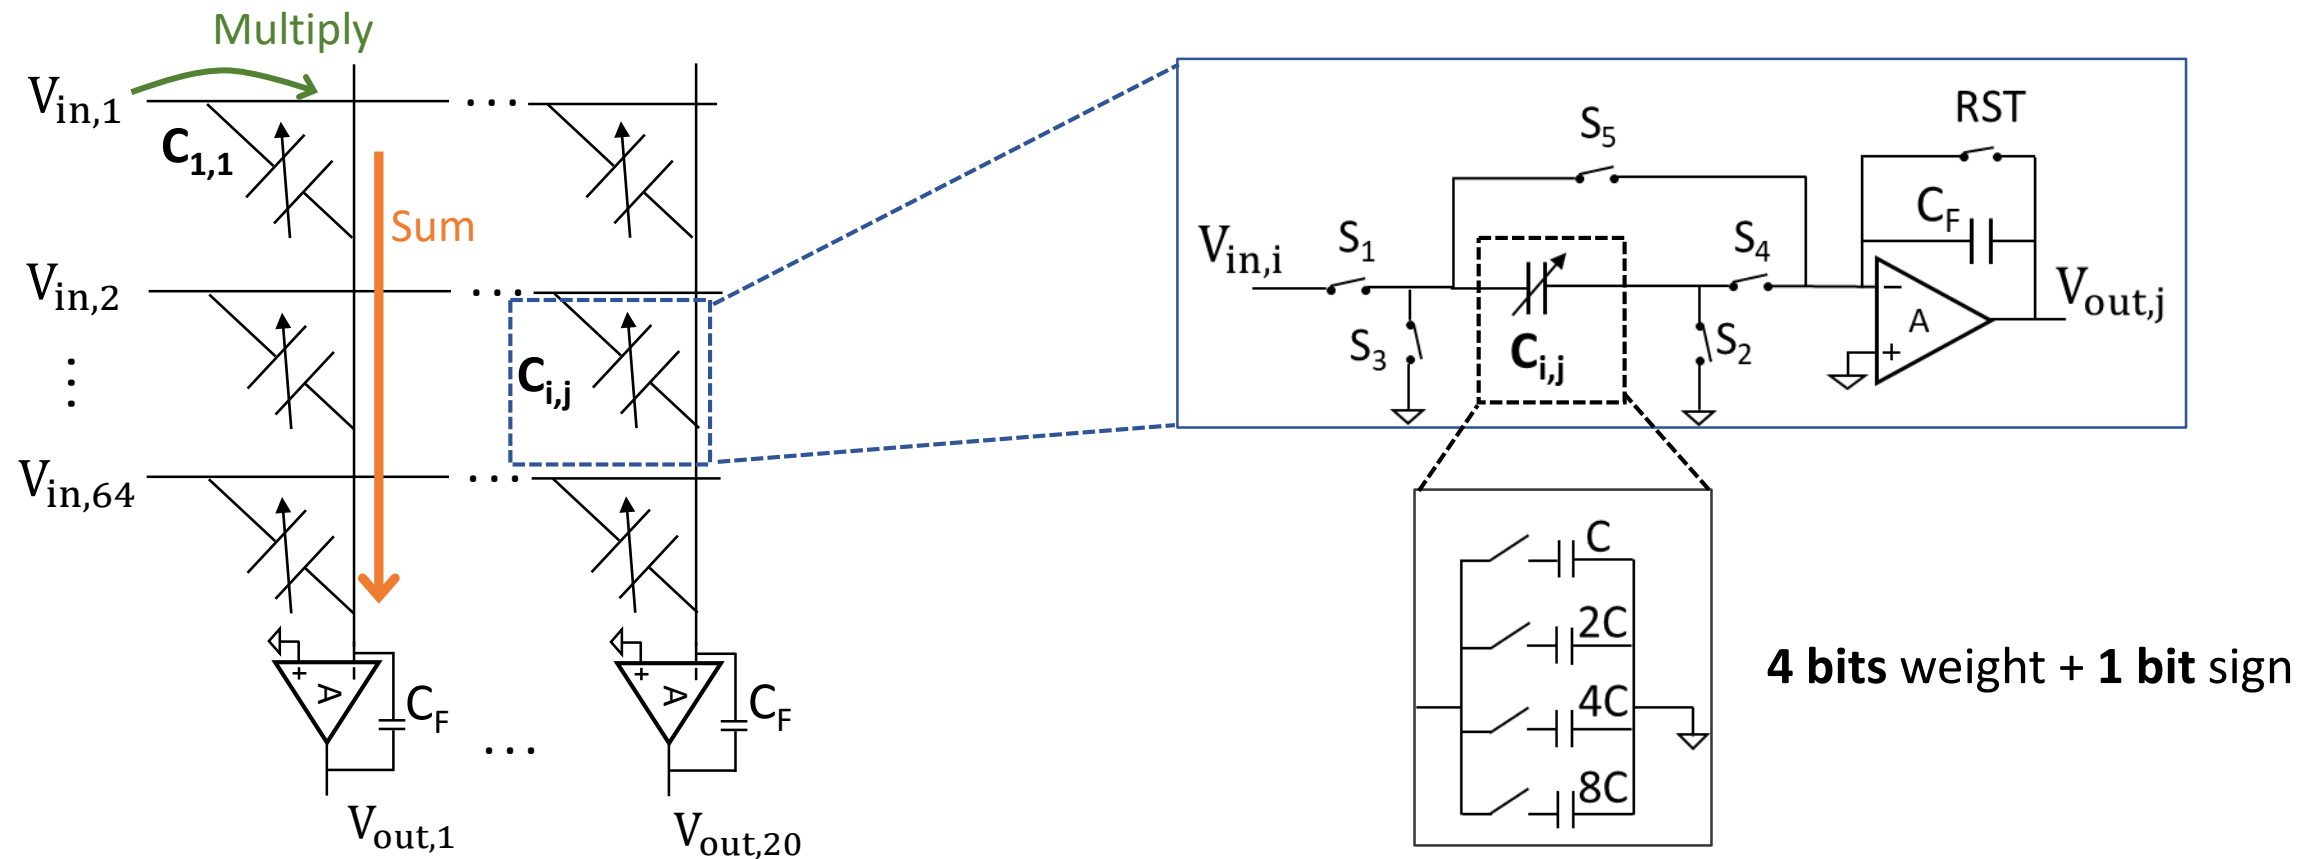 Multiply
Vin,1
C1,1
Sum
Vin,2
Ci,j
Vin,64
+
−
A
CF
+
−
A
CF
Vout,1
Vout,20
...
RST
S5
CF
Vin,i
S1
S4
S3
Ci,j
S2
−
A
+
Vout,j
C
2C
4C
8C
4 bits weight + 1 bit sign